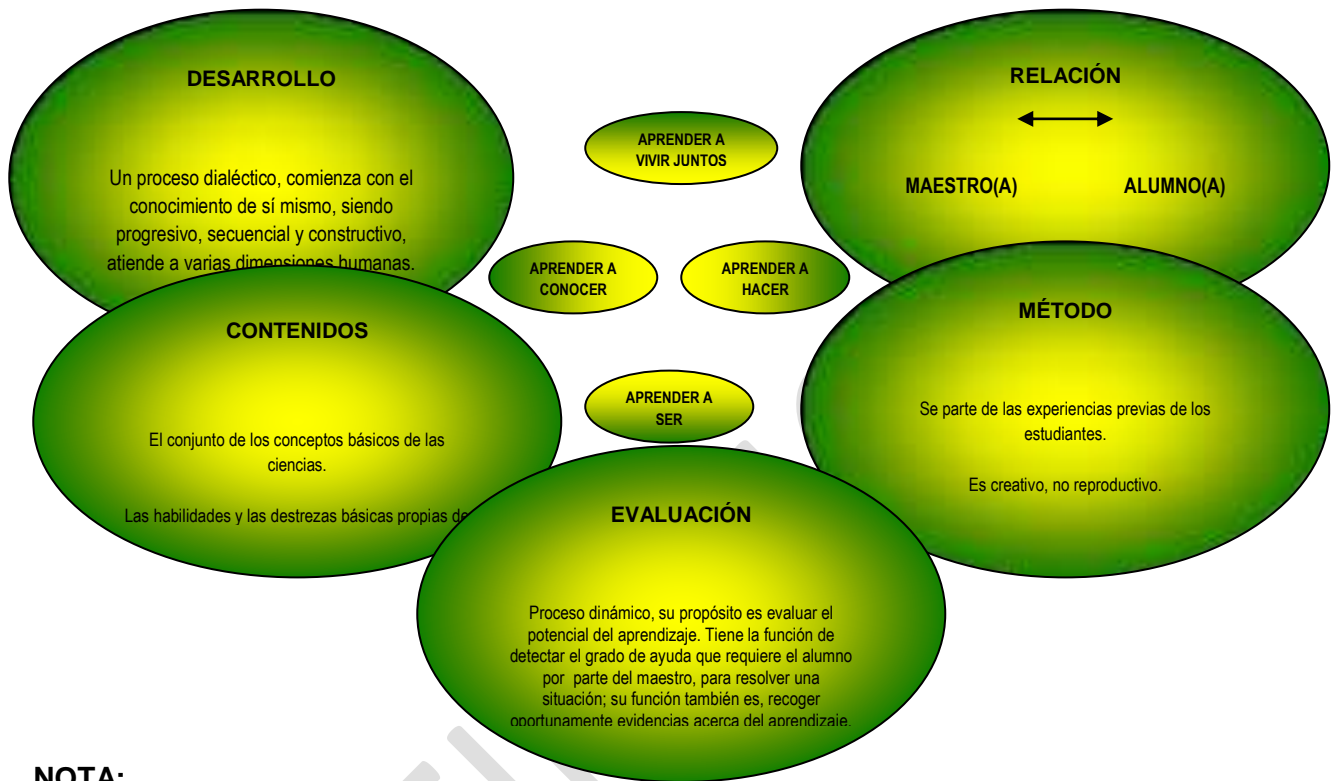 DESARROLLO
Un proceso dialéctico, comienza con el
conocimiento de sí mismo, siendo
progresivo, secuencial y constructivo,
atiende a varias dimensiones humanas.
RELACIÓN
MAESTRO(A) ALUMNO(A)
APRENDER A
VIVIR JUNTOS
APRENDER A
CONOCER
APRENDER A
HACER
APRENDER A
SER
CONTENIDOS
El conjunto de los conceptos básicos de las
ciencias.
Las habilidades y las destrezas básicas propias de
MÉTODO
Se parte de las experiencias previas de los
estudiantes.
Es creativo, no reproductivo.
EVALUACIÓN
Proceso dinámico, su propósito es evaluar el
potencial del aprendizaje. Tiene la función de
detectar el grado de ayuda que requiere el alumno
por parte del maestro, para resolver una
situación; su función también es, recoger
oportunamente evidencias acerca del aprendizaje.
NOTA: